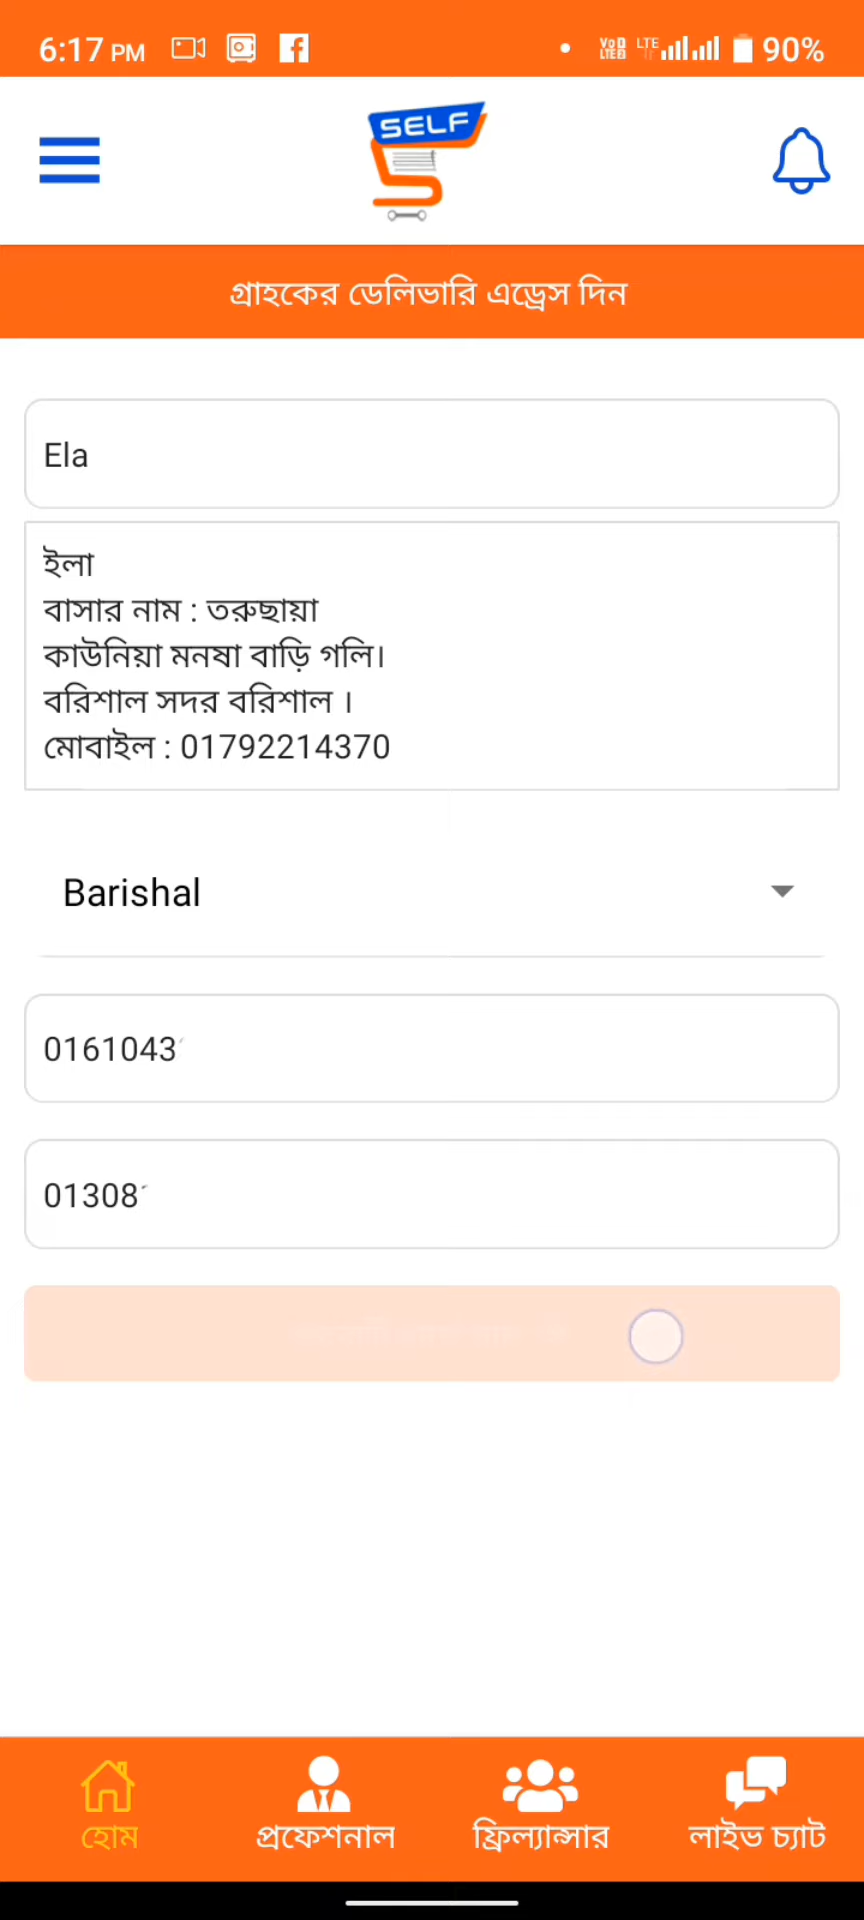 6:17 PM
90%
SELF
গ্রাহকের ডেলিভারি এড্রেস দিন
Ela
ইলা
বাসার নাম : তরুছায়া
কাউনিয়া মনষা বাড়ি গলি।
বরিশাল সদর বরিশাল ।
মোবাইল : 01792214370
Barishal
0161043
01308
হোম
প্রফেশনাল
ফ্রিল্যান্সার
লাইভ চ্যাট